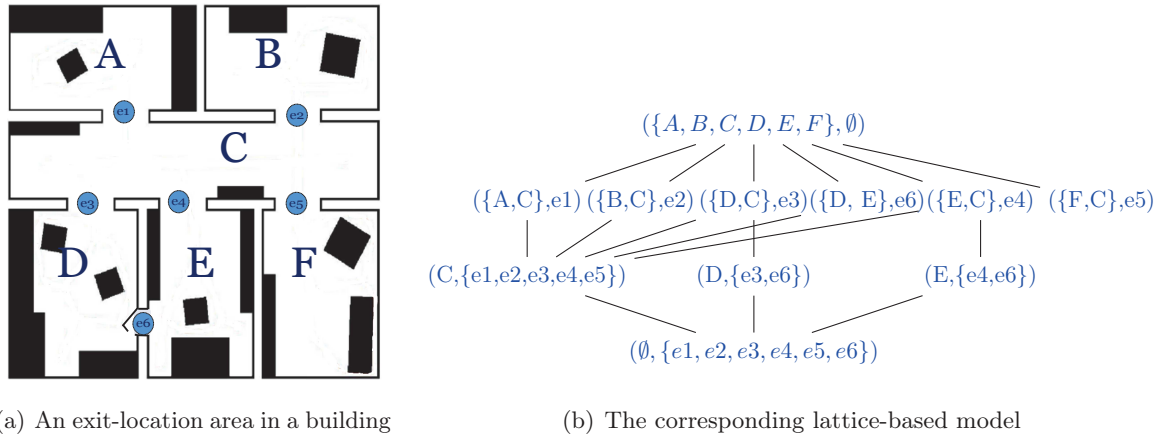 A
B
e1
e2
C
e3
e4
e5
D
E
F
e6
({A, B, C, D, E, F}, ∅)
({A,C},e1) ({B,C},e2) ({D,C},e3) ({D, E},e6) ({E,C},e4) ({F,C},e5)
(C,{e1,e2,e3,e4,e5}) (D,{e3,e6}) (E,{e4,e6})
(∅, {e1, e2, e3, e4, e5, e6})
a) An exit-location area in a building
(b) The corresponding lattice-based model